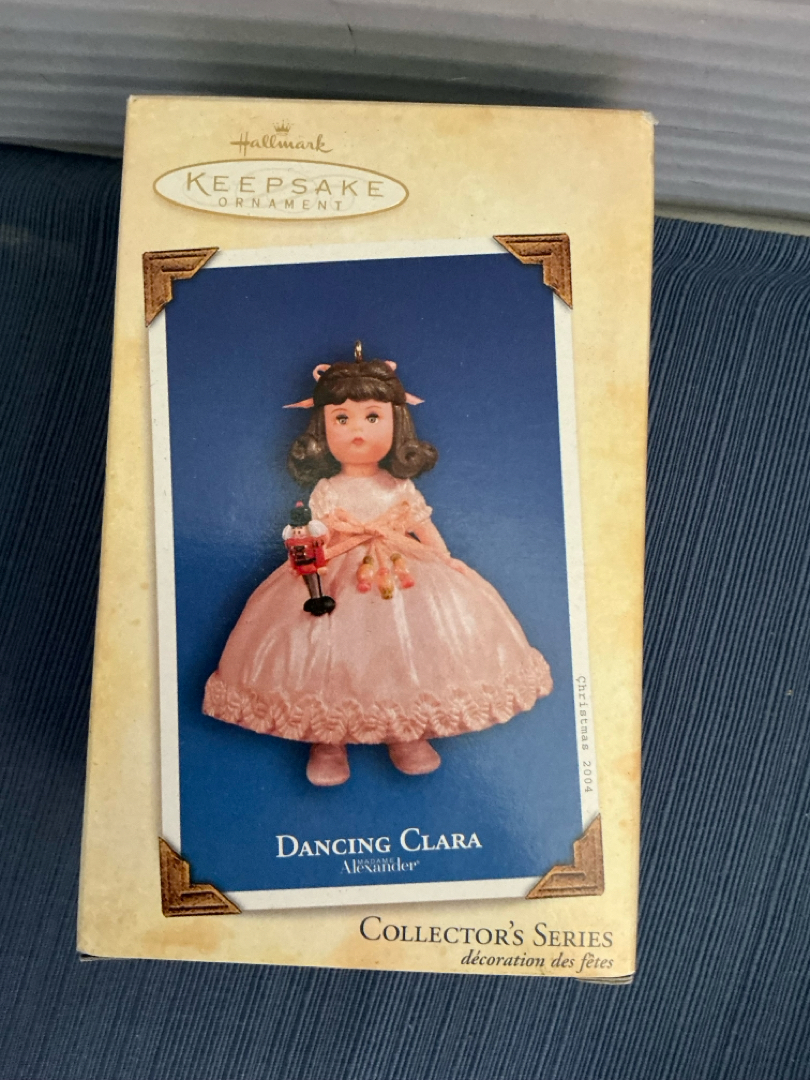 Hallmark
KEEPSAKE
ORNAMENT
Christmas 2004
DANCING CLARA
MADAME
Alexander®
COLLECTOR'S SERIES
décoration des fêtes